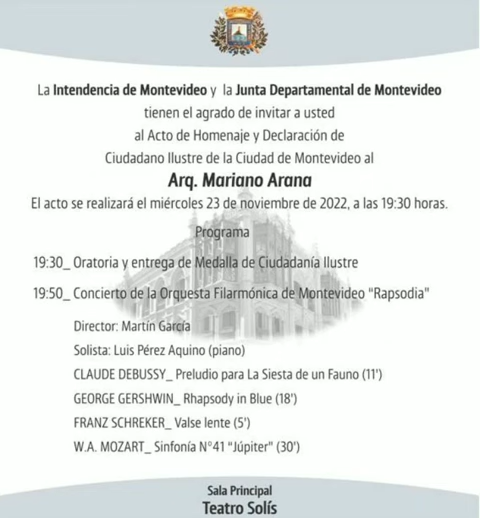 La Intendencia de Montevideo y la Junta Departamental de Montevideo
tienen el agrado de invitar a usted
al Acto de Homenaje y Declaración de
Ciudadano Ilustre de la Ciudad de Montevideo al
Arq. Mariano Arana
El acto se realizará el miércoles 23 de noviembre de 2022, a las 19:30 horas.
Programa
19:30_ Oratoria y entrega de Medalla de Ciudadanía Ilustre
19:50_ Concierto de la Orquesta Filarmónica de Montevideo “Rapsodia”
Director: Martín García
Solista: Luis Pérez Aquino (piano)
CLAUDE DEBUSSY_ Preludio para La Siesta de un Fauno (11')
GEORGE GERSHWIN_ Rhapsody in Blue (18')
FRANZ SCHREKER_ Valse lente (5')
W.A. MOZART_ Sinfonía N°41 “Júpiter” (30')
Sala Principal
Teatro Solís